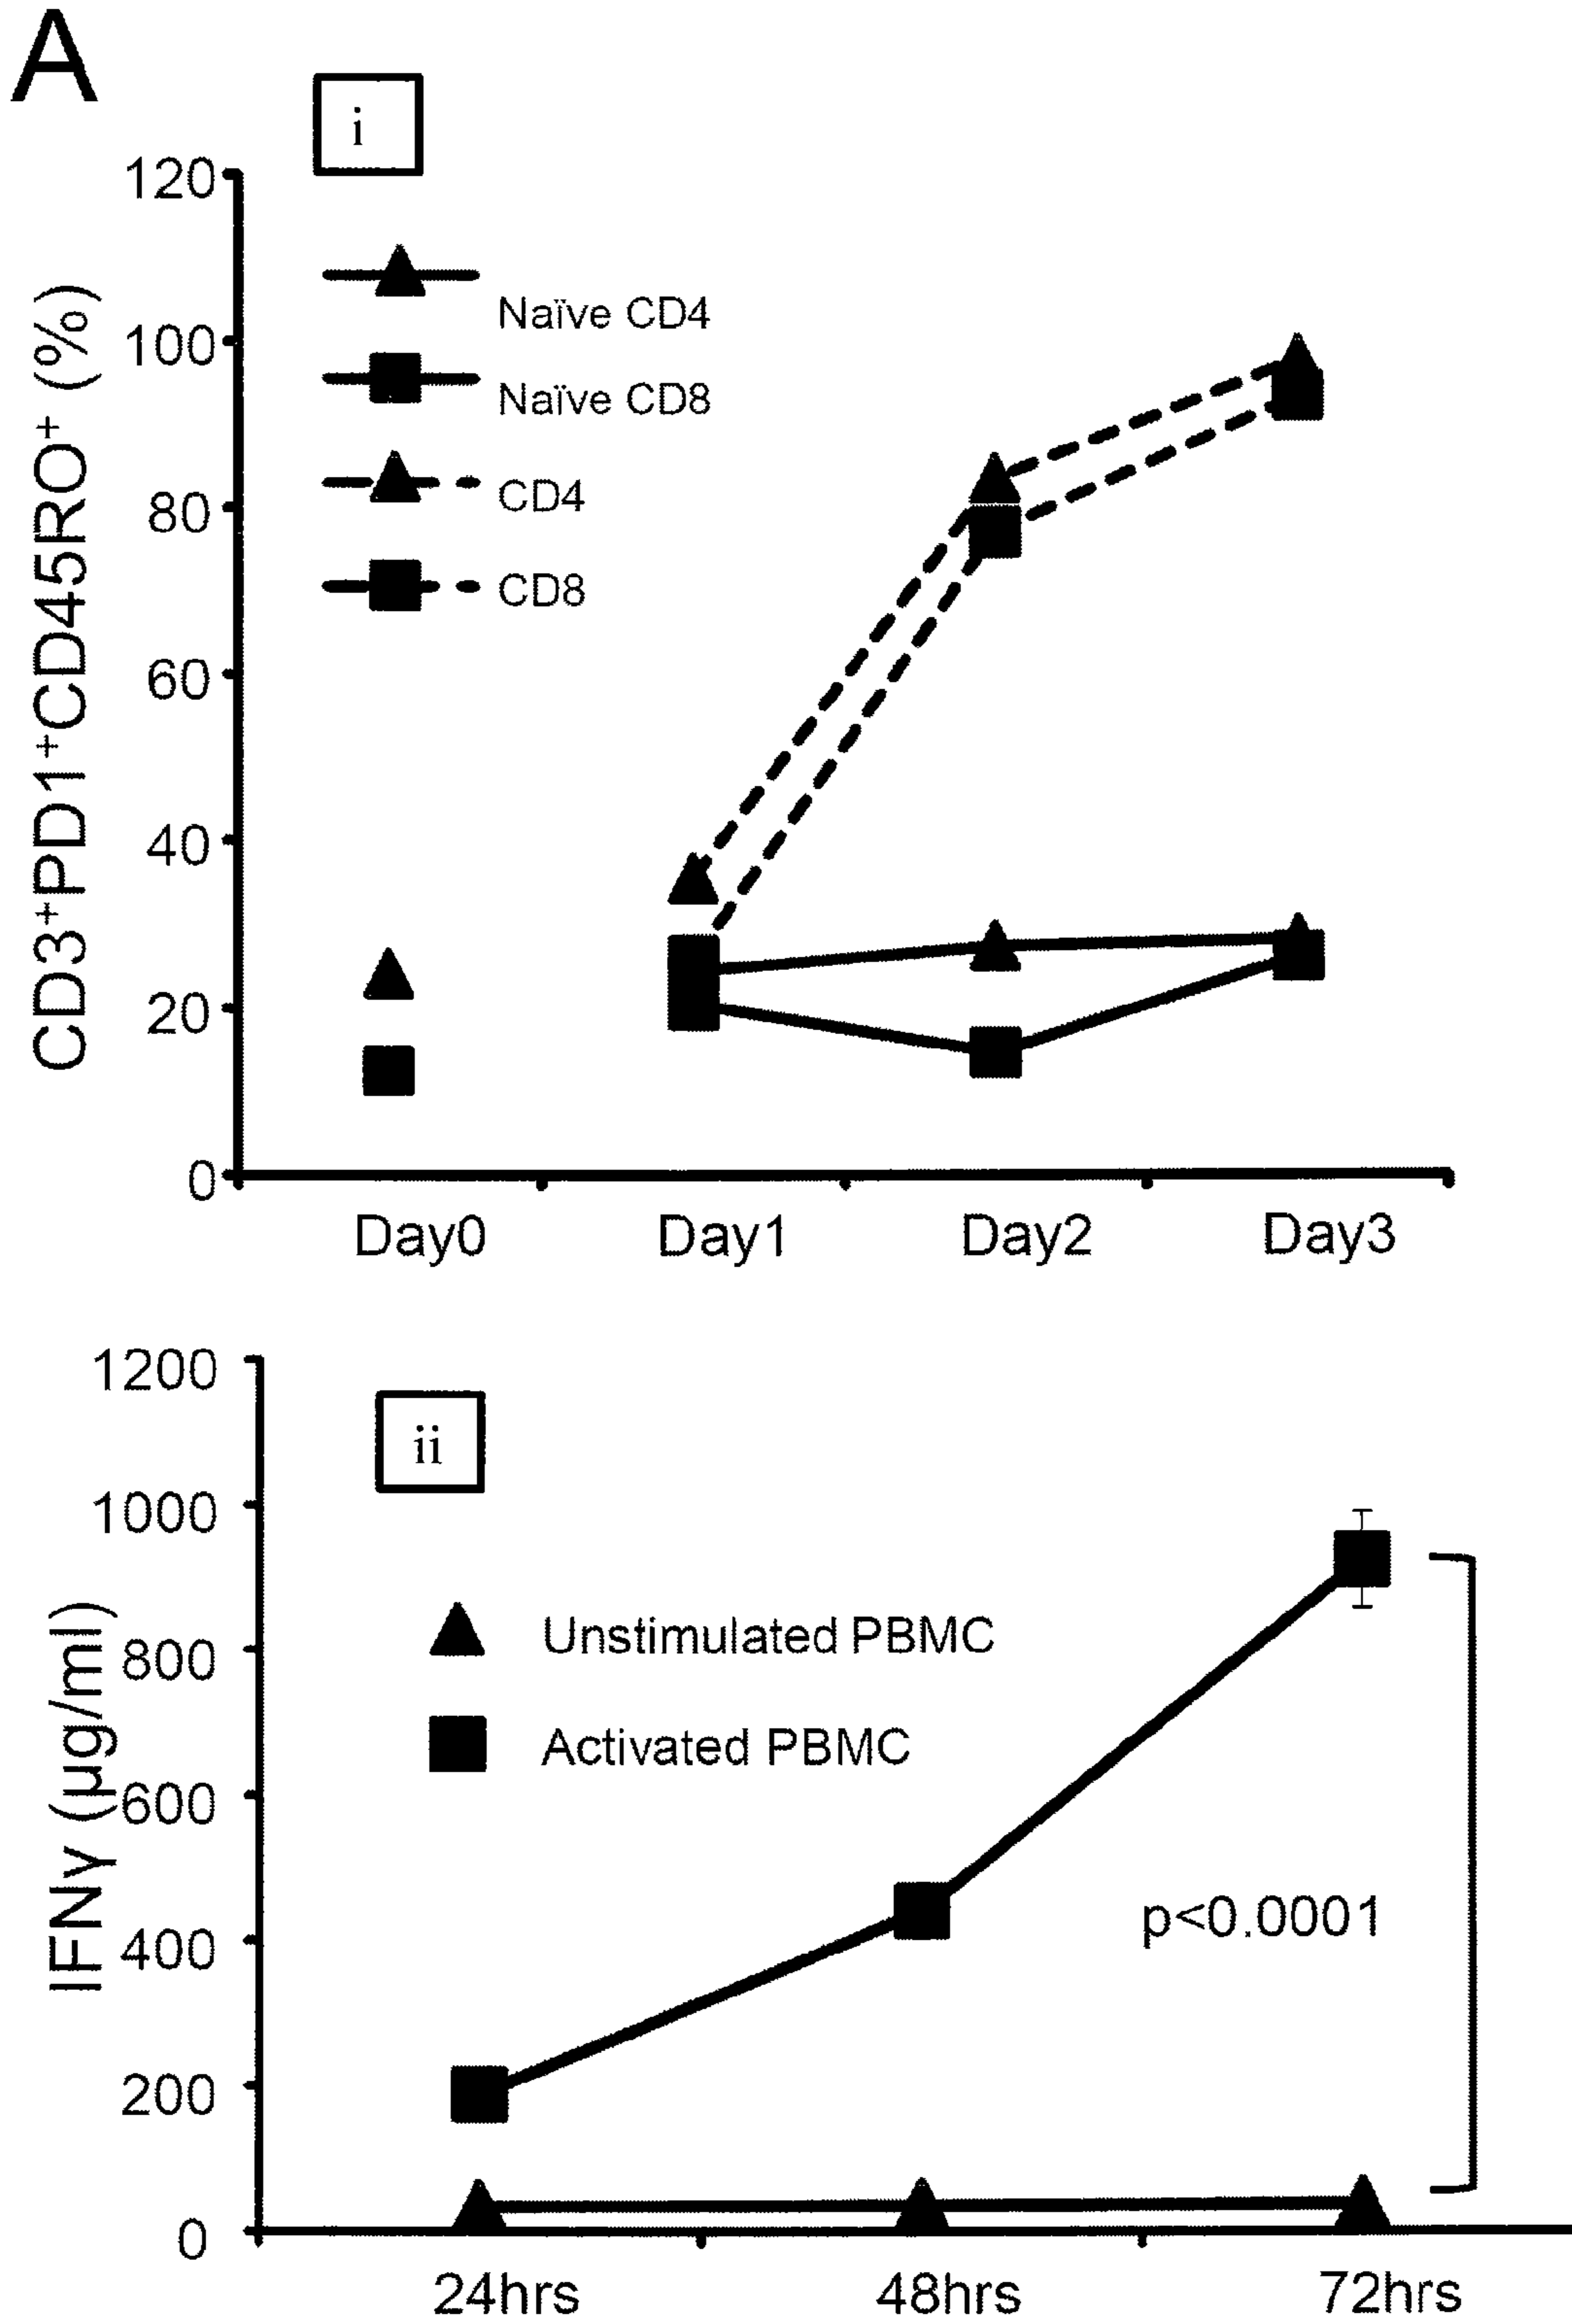 A
i
120
100
80
60
40
20
0
CD3⁺PD1⁺CD45RO⁺ (%)
Naïve CD4
Naïve CD8
CD4
CD8
Day0 Day1 Day2 Day3
ii
1200
1000
800
600
400
200
0
IFNγ (µg/ml)
Unstimulated PBMC
Activated PBMC
p<0.0001
24hrs 48hrs 72hrs